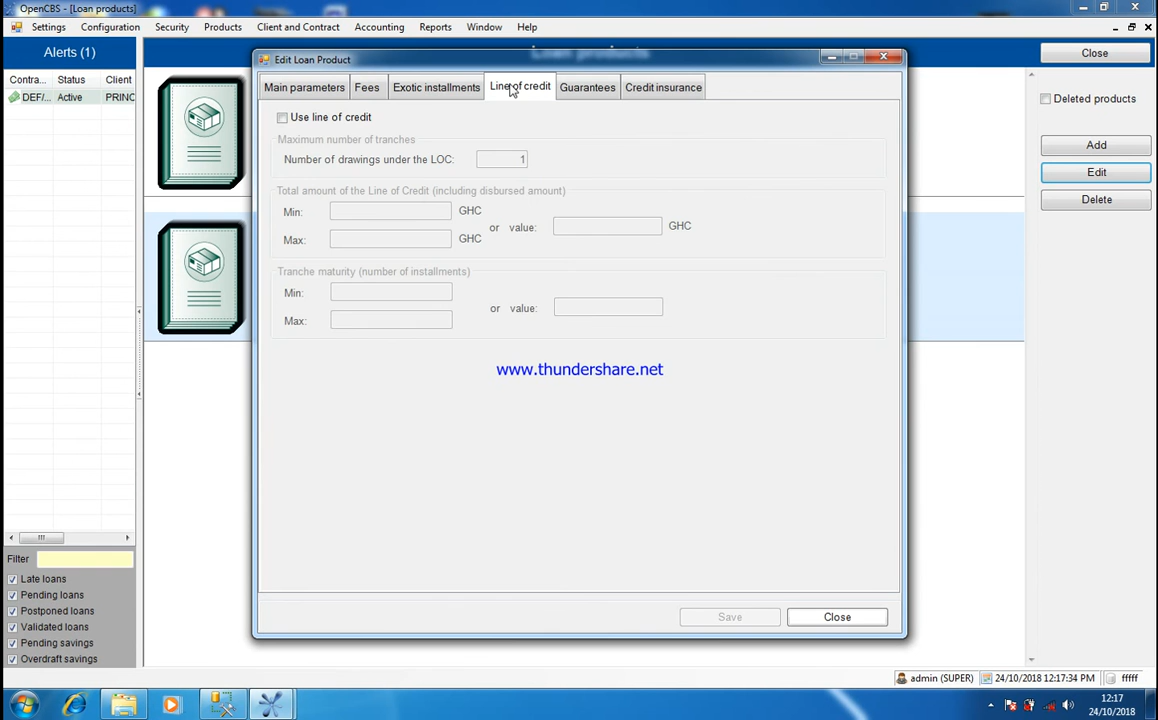 OpenCBS - [Loan products]
Settings Configuration Security Products Client and Contract Accounting Reports Window Help
Alerts (1)
Contra... Status Client
DEF/... Active PRINC
Close
Deleted products
Add
Edit
Delete
Edit Loan Product
Main parameters Fees Exotic installments Line of credit Guarantees Credit insurance
Use line of credit
Maximum number of tranches
Number of drawings under the LOC: 1
Total amount of the Line of Credit (including disbursed amount)
Min: GHC
or value: GHC
Max: GHC
Tranche maturity (number of installments)
Min:
or value:
Max:
www.thundershare.net
Save Close
Filter
Late loans
Pending loans
Postponed loans
Validated loans
Pending savings
Overdraft savings
admin (SUPER) 24/10/2018 12:17:34 PM fffff
12:17
24/10/2018